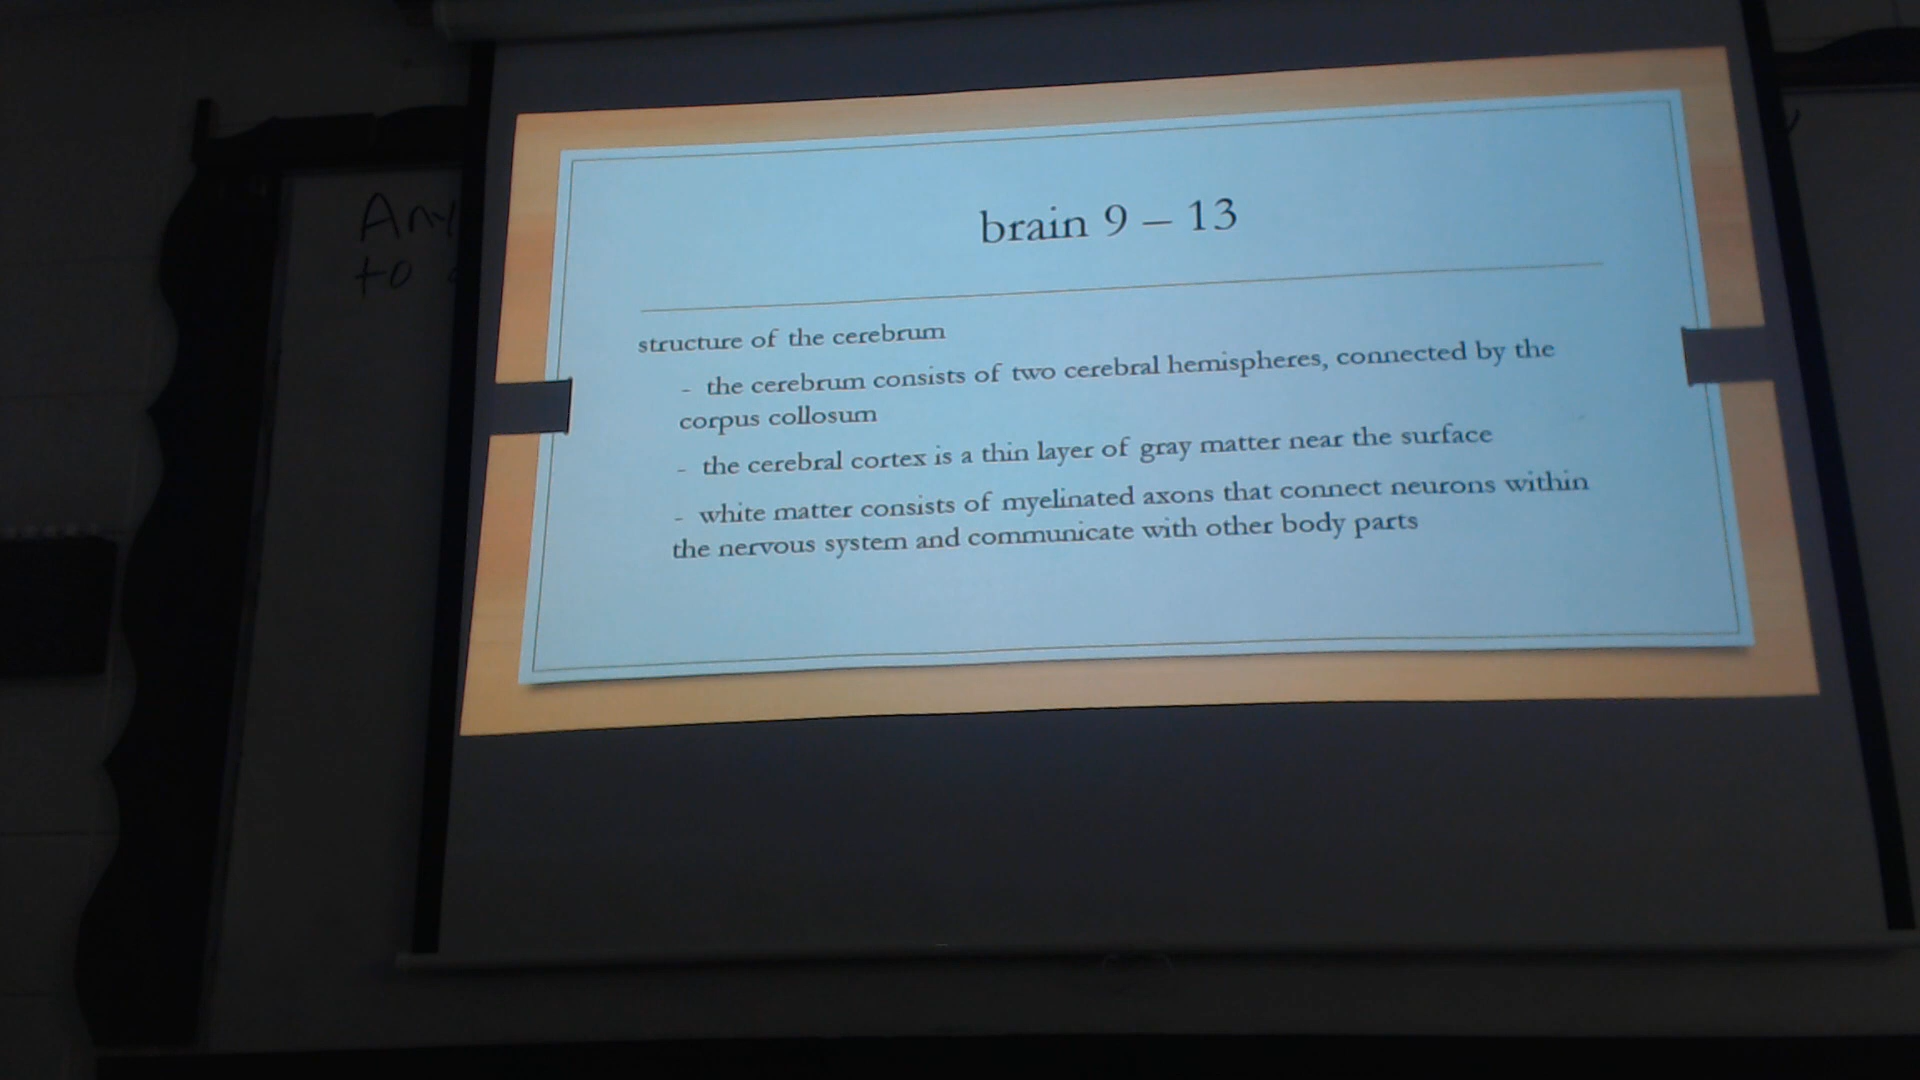 Any
to
brain 9 – 13
structure of the cerebrum
- the cerebrum consists of two cerebral hemispheres, connected by the
corpus collosum
- the cerebral cortex is a thin layer of gray matter near the surface
- white matter consists of myelinated axons that connect neurons within
the nervous system and communicate with other body parts